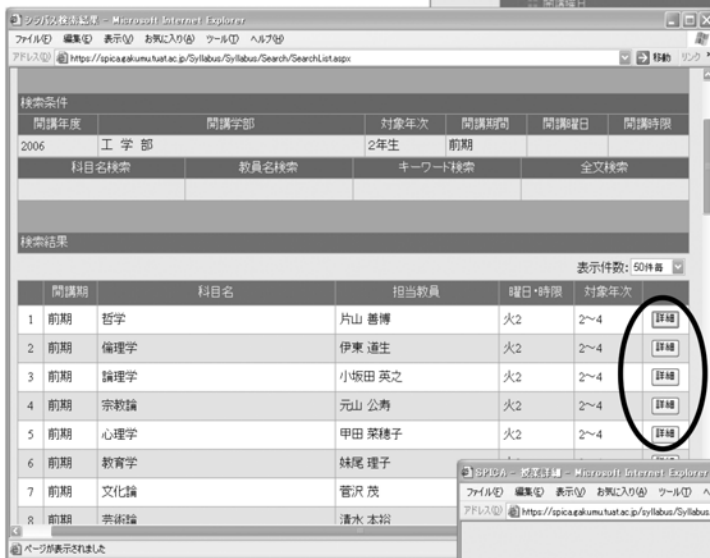 開講曜日
シラバス検索結果 - Microsoft Internet Explorer
ファイル(F) 編集(E) 表示(V) お気に入り(A) ツール(T) ヘルプ(H)
アドレス(D) https://spica.gakumu.tuat.ac.jp/Syllabus/Syllabus/Search/SearchList.aspx 移動 リンク
検索条件
開講年度 開講学部 対象年次 開講期間 開講曜日 開講時限
2006 工 学 部 2年生 前期
科目名検索 教員名検索 キーワード検索 全文検索
検索結果
表示件数: 50件毎
開講期 科目名 担当教員 曜日・時限 対象年次
1 前期 哲学 片山 善博 火2 2~4 詳細
2 前期 倫理学 伊東 道生 火2 2~4 詳細
3 前期 論理学 小坂田 英之 火2 2~4 詳細
4 前期 宗教論 元山 公寿 火2 2~4 詳細
5 前期 心理学 甲田 菜穂子 火2 2~4 詳細
6 前期 教育学 妹尾 理子
7 前期 文化論 菅沢 茂
8 前期 芸術論 清水 本裕
SPICA - 授業詳細 - Microsoft Internet Explorer
ファイル(F) 編集(E) 表示(V) お気に入り(A) ツール(T)
アドレス(D) https://spica.gakumu.tuat.ac.jp/syllabus/Syllabus
ページが表示されました